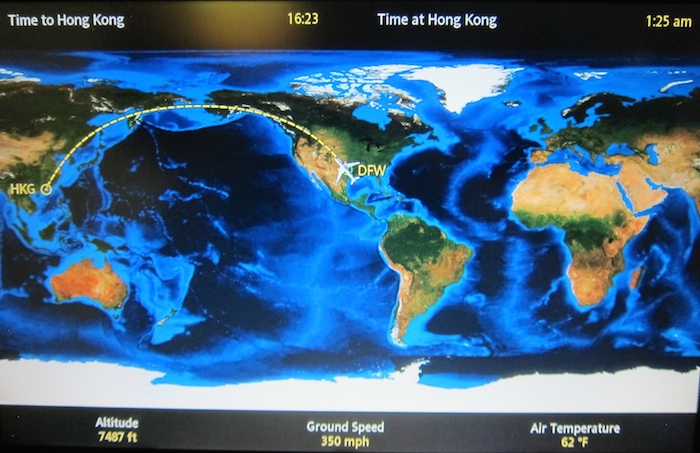 Time to Hong Kong 16:23 Time at Hong Kong 1:25 am
DFW
HKG
Altitude Ground Speed Air Temperature
7487 ft 350 mph 62 °F